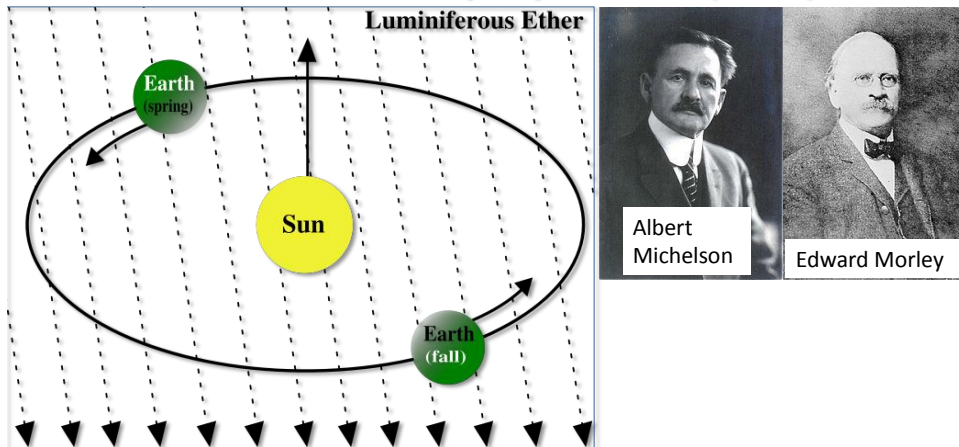 Luminiferous Ether
Earth
(spring)
Sun
Earth
(fall)
Albert
Michelson
Edward Morley